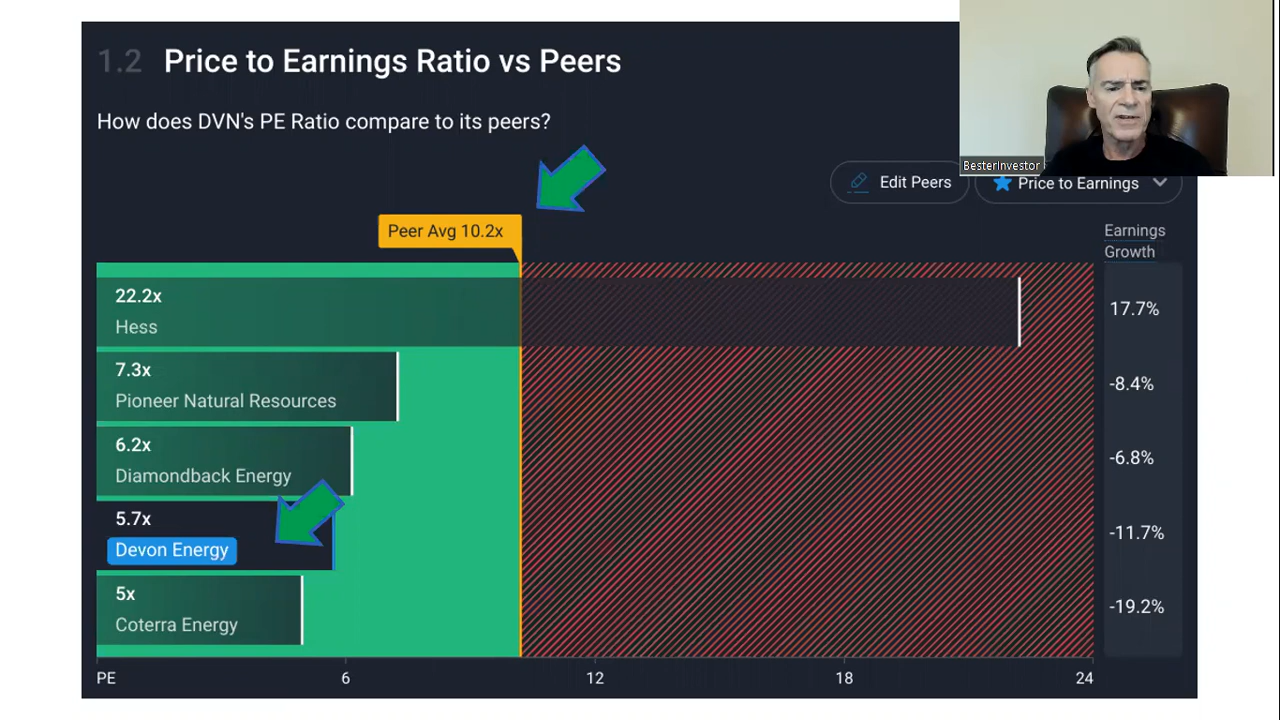 1.2 Price to Earnings Ratio vs Peers
How does DVN's PE Ratio compare to its peers?
BesterInvestor
Edit Peers
Price to Earnings
Peer Avg 10.2x
Earnings
Growth
22.2x
Hess
17.7%
7.3x
Pioneer Natural Resources
-8.4%
6.2x
Diamondback Energy
-6.8%
5.7x
Devon Energy
-11.7%
5x
Coterra Energy
-19.2%
PE 6 12 18 24